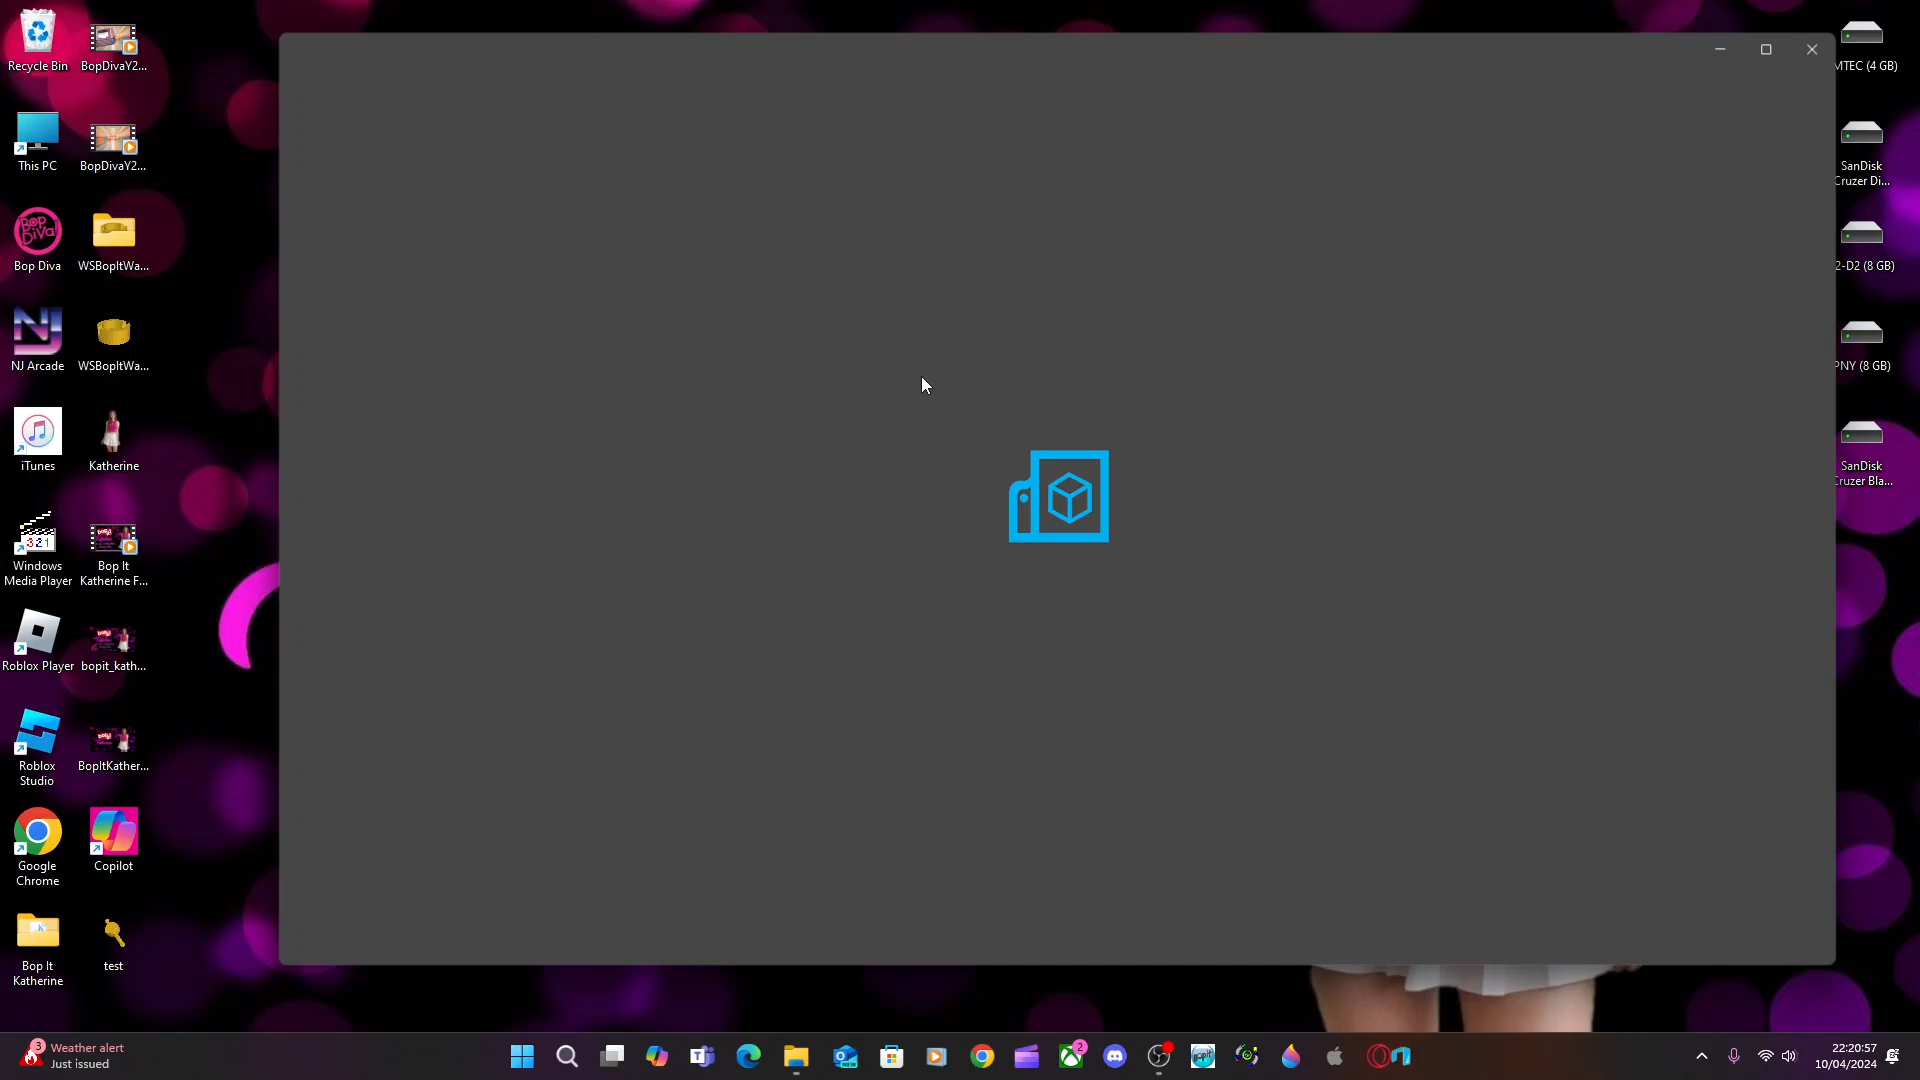 Recycle Bin
BopDivaY2...
This PC
BopDivaY2...
Bop Diva
WSBopItWa...
NJ Arcade
WSBopItWa...
iTunes
Katherine
Windows
Media Player
Bop It
Katherine F...
Roblox Player
bopit_kath...
Roblox
Studio
BopItKather...
Google
Chrome
Copilot
Bop It
Katherine
test
MTEC (4 GB)
SanDisk
Cruzer Di...
2-D2 (8 GB)
PNY (8 GB)
SanDisk
Cruzer Bla...
3
Weather alert
Just issued
2
22:20:57
10/04/2024